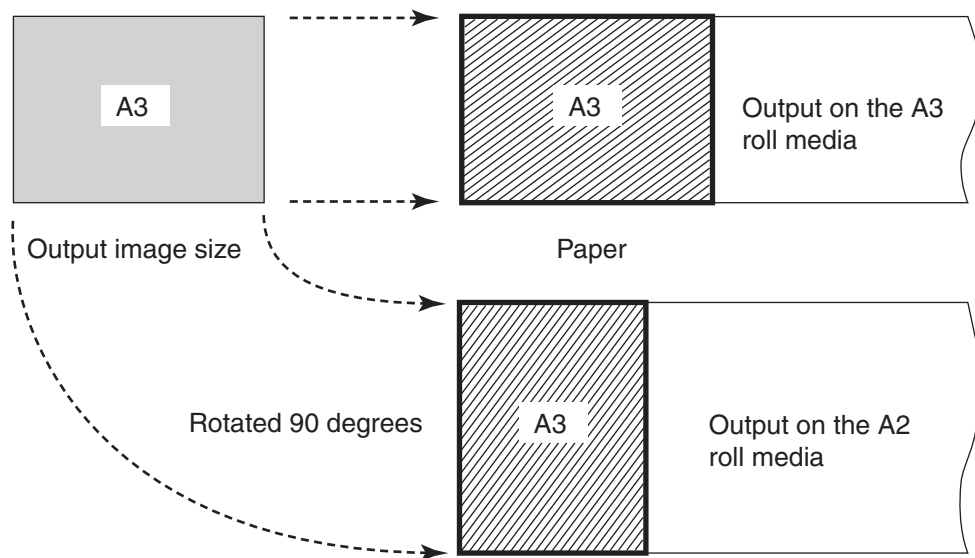 A3
A3
Output on the A3
roll media
Output image size
Paper
Rotated 90 degrees
A3
Output on the A2
roll media